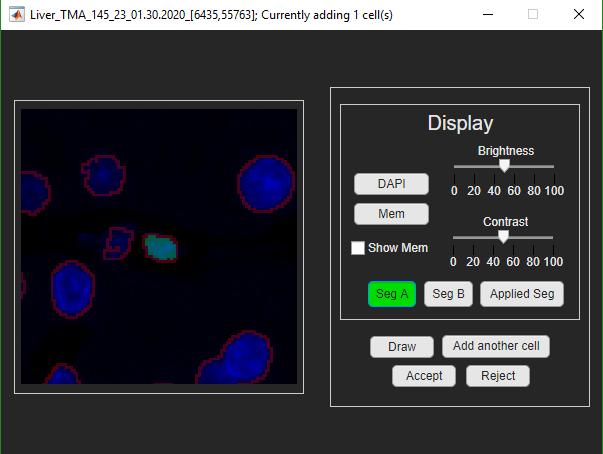 Liver_TMA_145_23_01.30.2020_[6435,55763]; Currently adding 1 cell(s)
Display
Brightness
DAPI
0 20 40 60 80 100
Mem
Contrast
Show Mem
0 20 40 60 80 100
Seg A Seg B Applied Seg
Draw Add another cell
Accept Reject